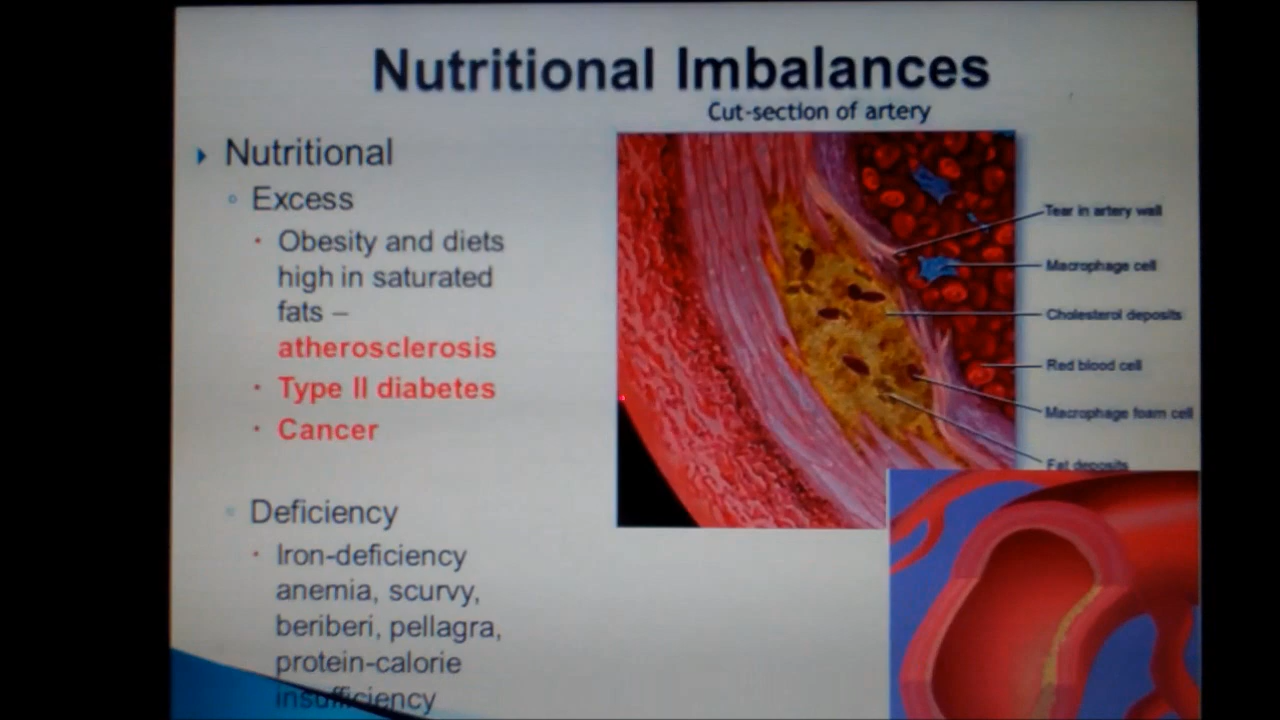 Nutritional Imbalances
Cut-section of artery
Nutritional
Excess
Obesity and diets
high in saturated
fats –
atherosclerosis
Type II diabetes
Cancer
Deficiency
Iron-deficiency
anemia, scurvy,
beriberi, pellagra,
protein-calorie
insufficiency
Tear in artery wall
Macrophage cell
Cholesterol deposits
Red blood cell
Macrophage foam cell
Fat deposits